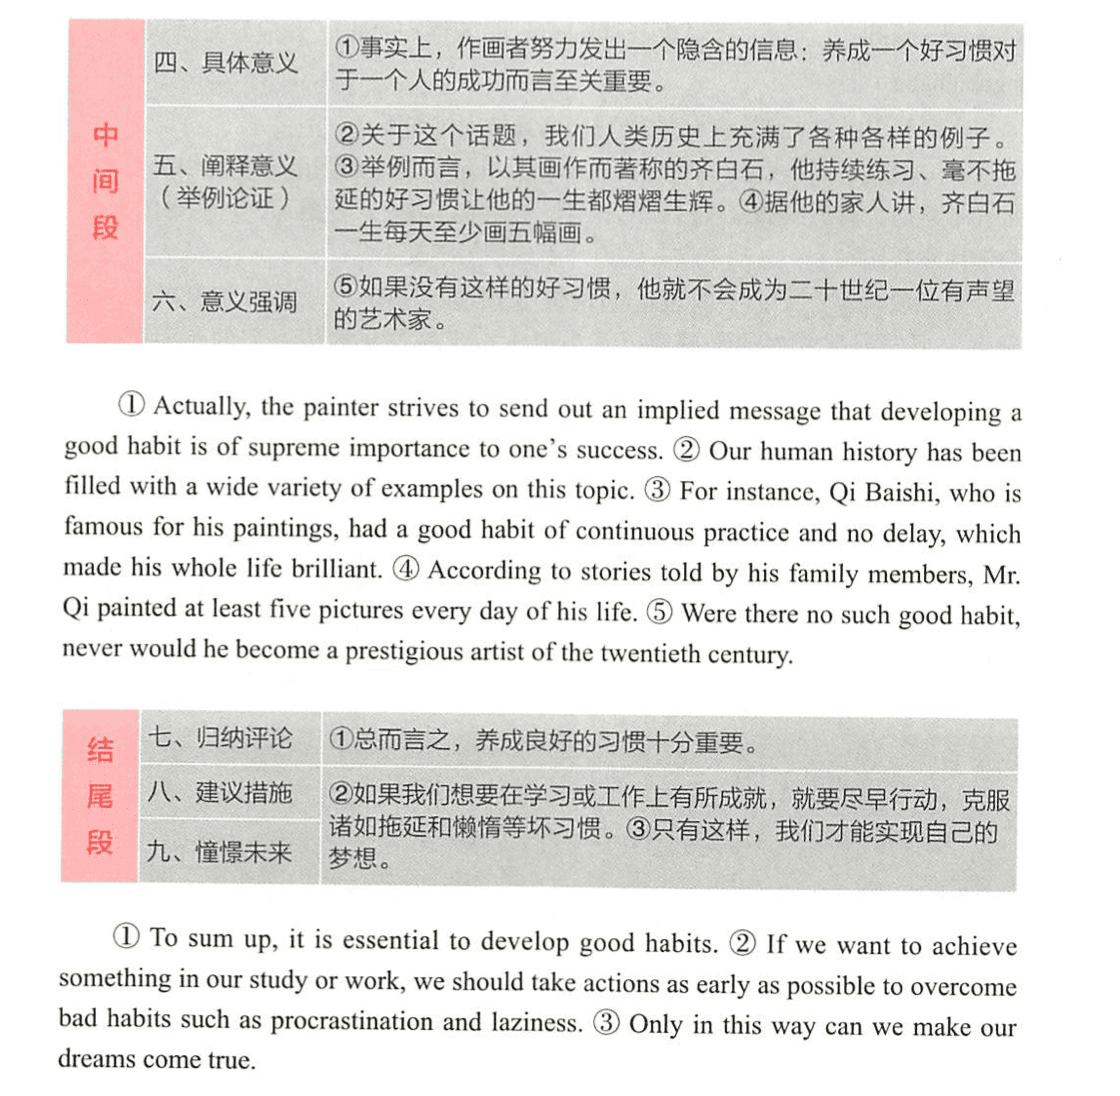 中间段
四、具体意义
①事实上，作画者努力发出一个隐含的信息：养成一个好习惯对
于一个人的成功而言至关重要。
五、阐释意义
（举例论证）
②关于这个话题，我们人类历史上充满了各种各样的例子。
③举例而言，以其画作而著称的齐白石，他持续练习、毫不拖
延的好习惯让他的一生都熠熠生辉。④据他的家人讲，齐白石
一生每天至少画五幅画。
六、意义强调
⑤如果没有这样的好习惯，他就不会成为二十世纪一位有声望
的艺术家。
① Actually, the painter strives to send out an implied message that developing a
good habit is of supreme importance to one's success. ② Our human history has been
filled with a wide variety of examples on this topic. ③ For instance, Qi Baishi, who is
famous for his paintings, had a good habit of continuous practice and no delay, which
made his whole life brilliant. ④ According to stories told by his family members, Mr.
Qi painted at least five pictures every day of his life. ⑤ Were there no such good habit,
never would he become a prestigious artist of the twentieth century.
结尾段
七、归纳评论
①总而言之，养成良好的习惯十分重要。
八、建议措施
九、憧憬未来
②如果我们想要在学习或工作上有所成就，就要尽早行动，克服
诸如拖延和懒惰等坏习惯。③只有这样，我们才能实现自己的
梦想。
① To sum up, it is essential to develop good habits. ② If we want to achieve
something in our study or work, we should take actions as early as possible to overcome
bad habits such as procrastination and laziness. ③ Only in this way can we make our
dreams come true.